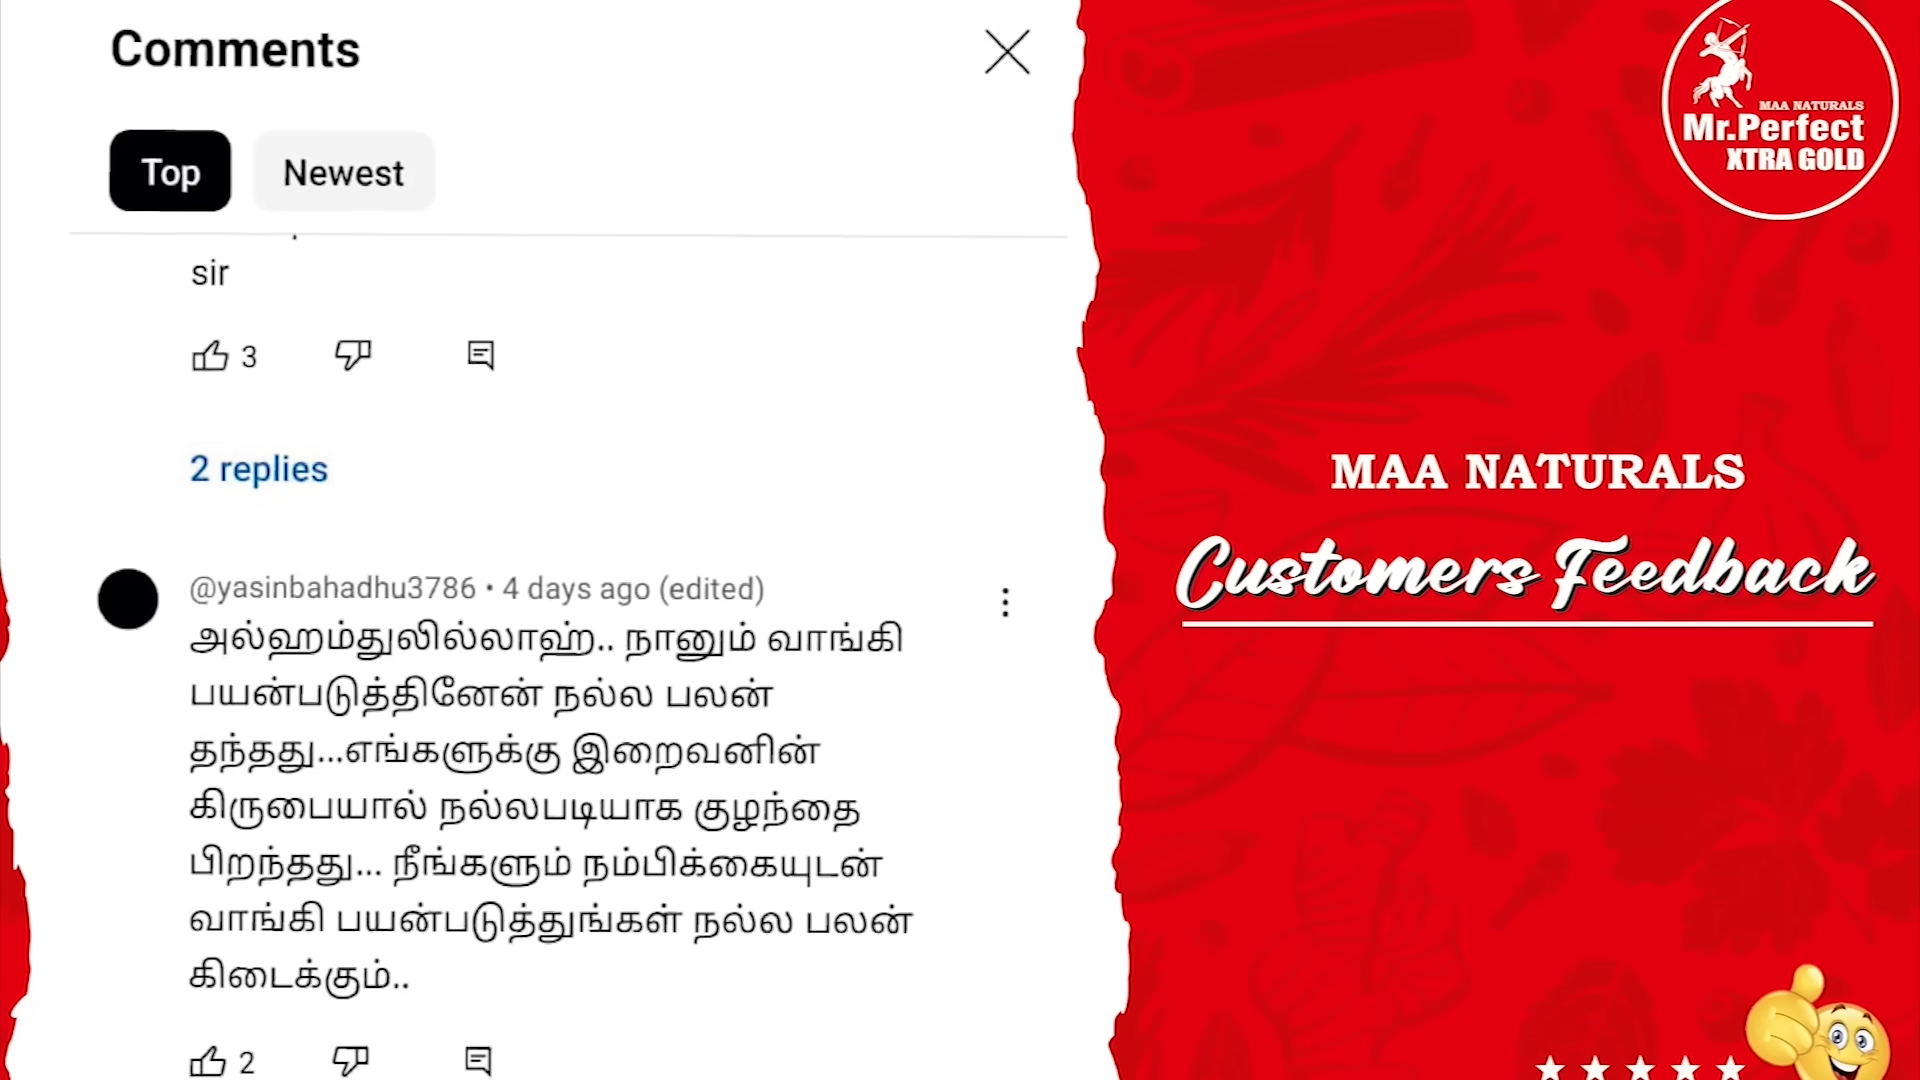 Comments
Top
Newest
sir
3
2 replies
@yasinbahadhu3786 • 4 days ago (edited)
அல்ஹம்துலில்லாஹ்.. நானும் வாங்கி
பயன்படுத்தினேன் நல்ல பலன்
தந்தது...எங்களுக்கு இறைவனின்
கிருபையால் நல்லபடியாக குழந்தை
பிறந்தது... நீங்களும் நம்பிக்கையுடன்
வாங்கி பயன்படுத்துங்கள் நல்ல பலன்
கிடைக்கும்..
2
MAA NATURALS
Mr.Perfect
XTRA GOLD
MAA NATURALS
Customers Feedback